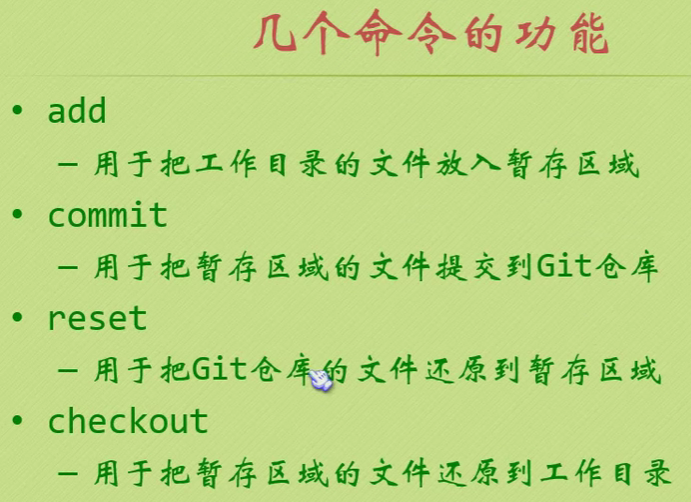 几个命令的功能
• add
– 用于把工作目录的文件放入暂存区域
• commit
– 用于把暂存区域的文件提交到Git仓库
• reset
– 用于把Git仓库的文件还原到暂存区域
• checkout
– 用于把暂存区域的文件还原到工作目录